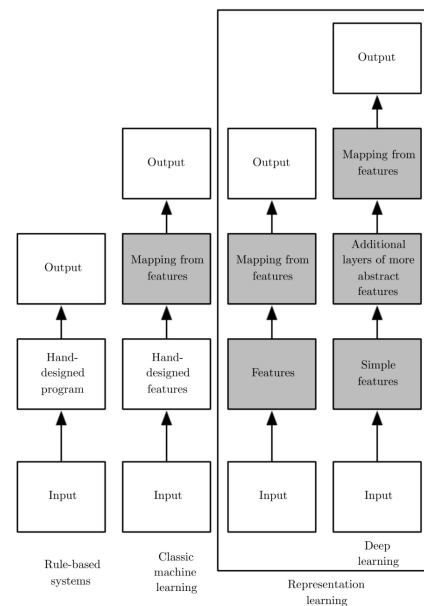 Output
Output
Mapping from
features
Output
Output
Mapping from
features
Mapping from
features
Additional
layers of more
abstract
features
Hand-
designed
program
Hand-
designed
features
Features
Simple
features
Input
Input
Input
Input
Rule-based
systems
Classic
machine
learning
Deep
learning
Representation
learning